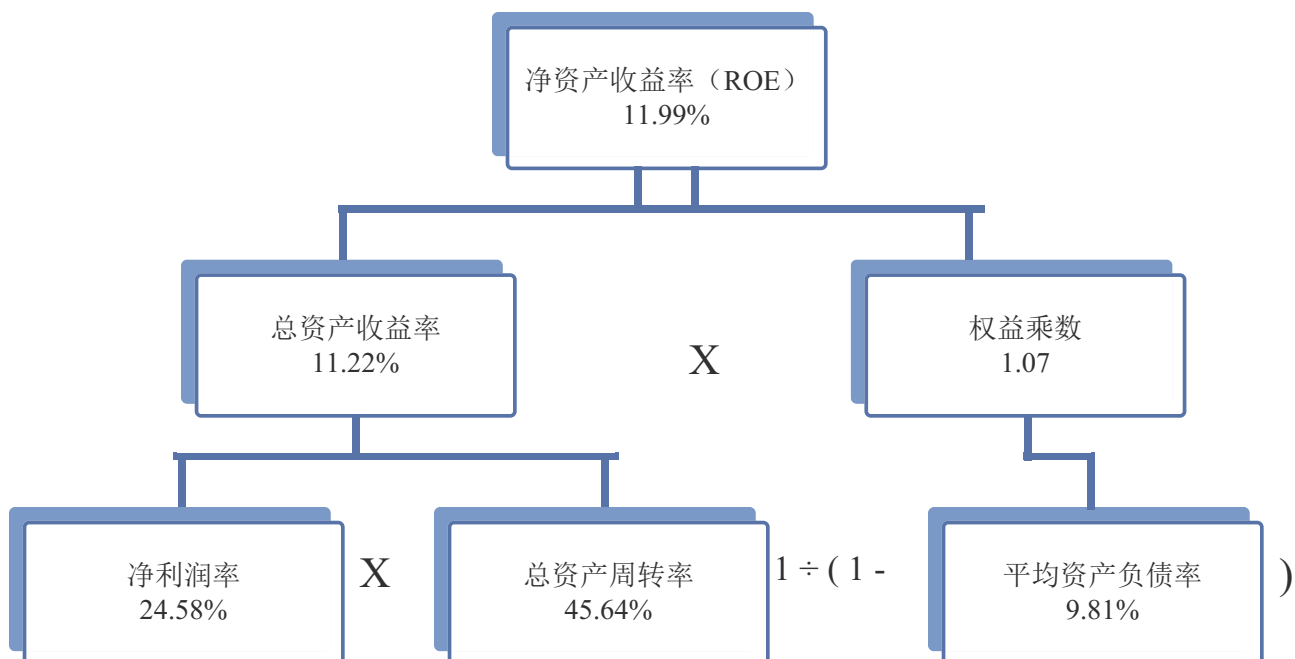 净资产收益率（ROE）
11.99%
总资产收益率
11.22%
X
权益乘数
1.07
净利润率
24.58%
X
总资产周转率
45.64%
1 ÷ ( 1 -
平均资产负债率
9.81%
)